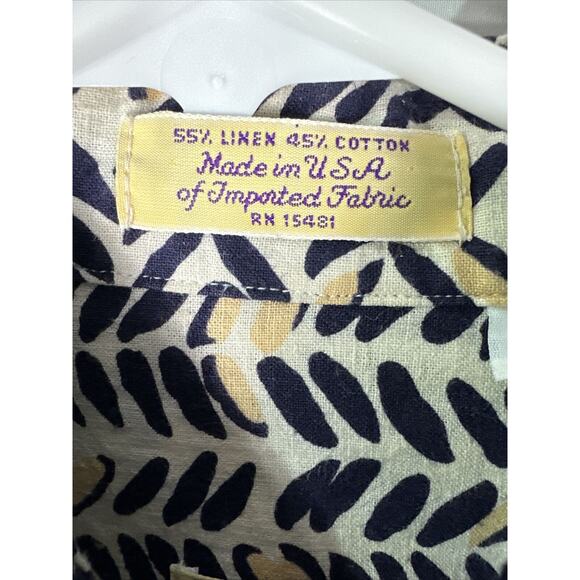 55% LINEN 45% COTTON
Made in USA
of Imported Fabric
RN 15481